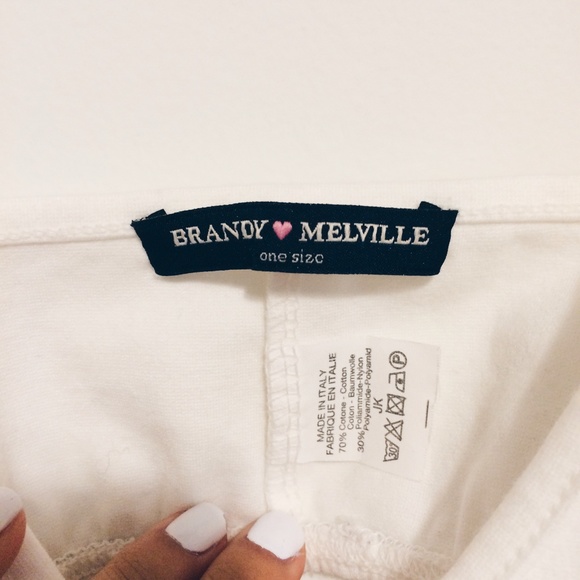 BRANDY MELVILLE
one size
MADE IN ITALY
FABRIQUE EN ITALIE
70% Cotone - Cotton
Coton - Baumwolle
30% Poliammide-Nylon
Polyamide-Polyamid
JK
30° P